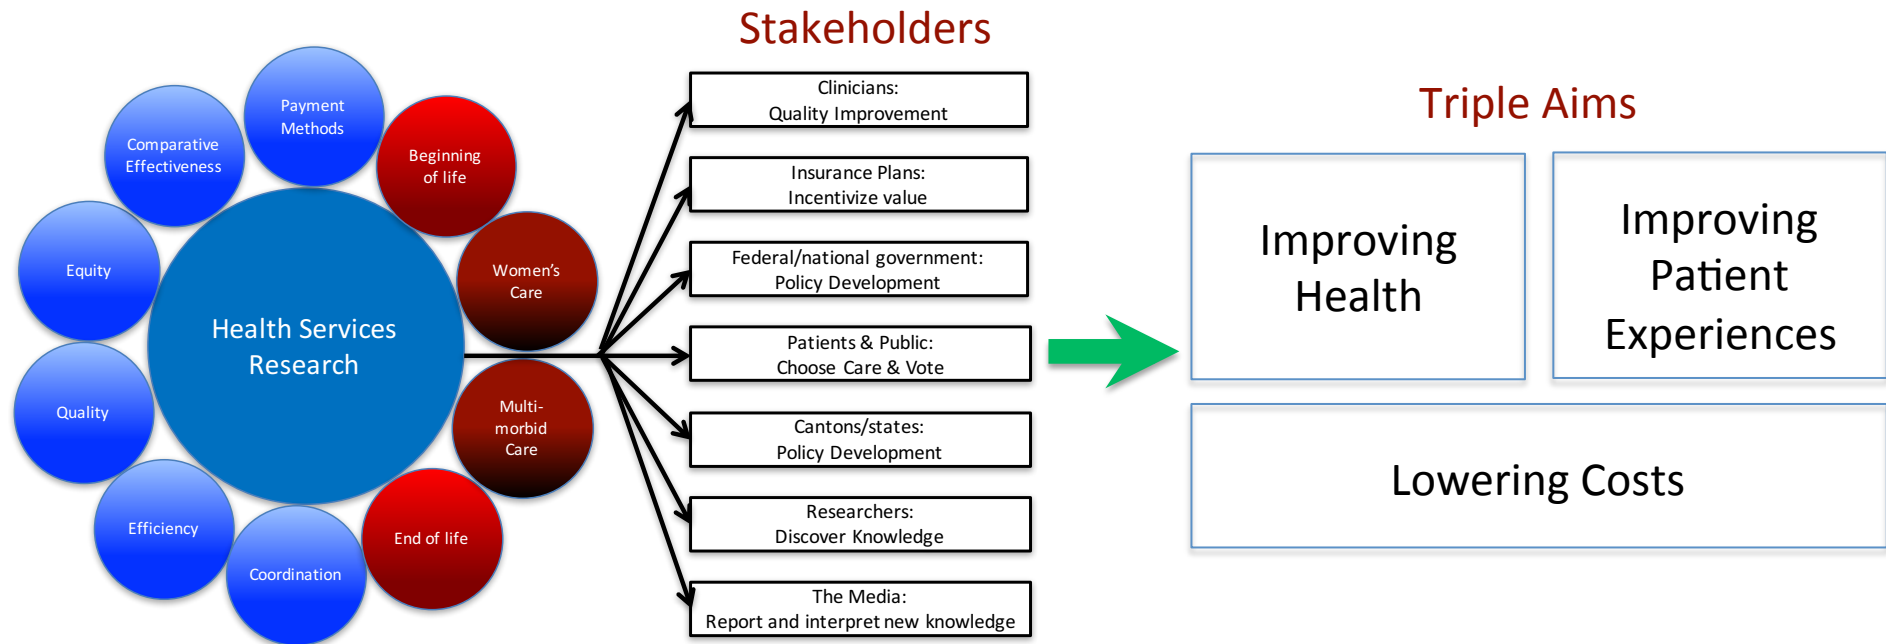 Stakeholders
Triple Aims
Payment
Methods
Comparative
Effectiveness
Beginning
of life
Equity
Women's
Care
Health Services
Research
Quality
Multi-
morbid
Care
Efficiency
End of life
Coordination
Clinicians:
Quality Improvement
Insurance Plans:
Incentivize value
Federal/national government:
Policy Development
Patients & Public:
Choose Care & Vote
Cantons/states:
Policy Development
Researchers:
Discover Knowledge
The Media:
Report and interpret new knowledge
Improving
Health
Improving
Patient
Experiences
Lowering Costs